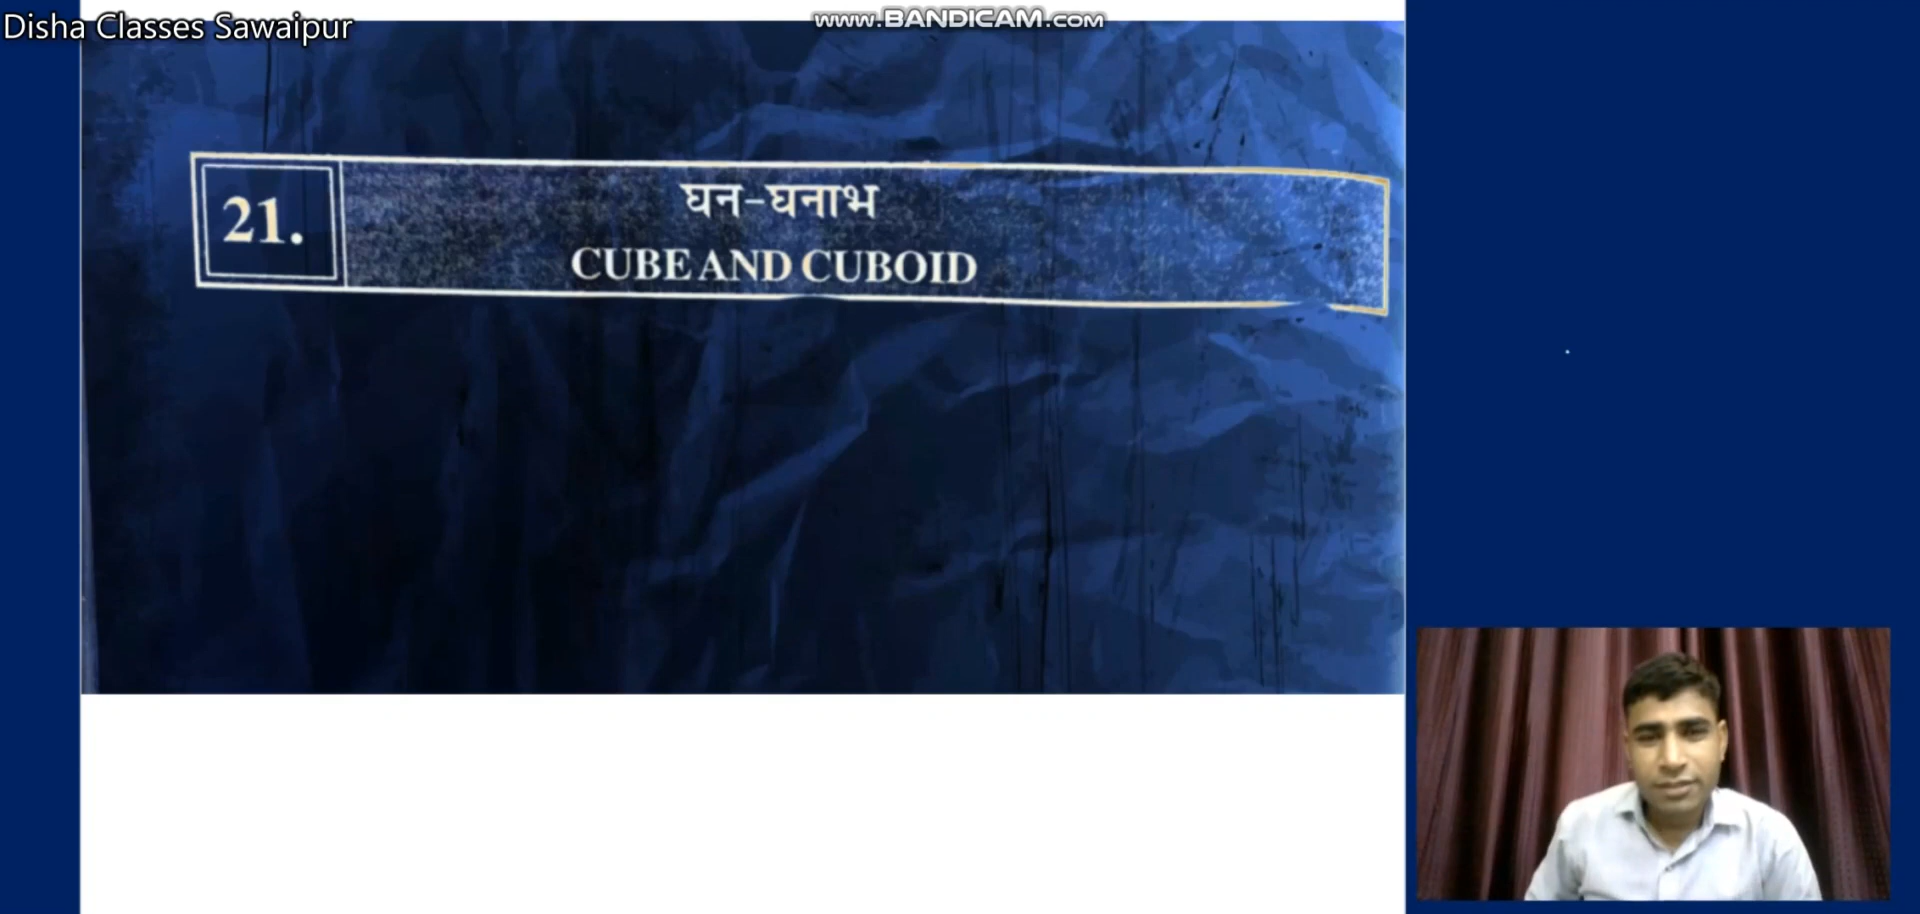 Disha Classes Sawaipur
www.BANDICAM.com
21.
घन-घनाभ
CUBE AND CUBOID